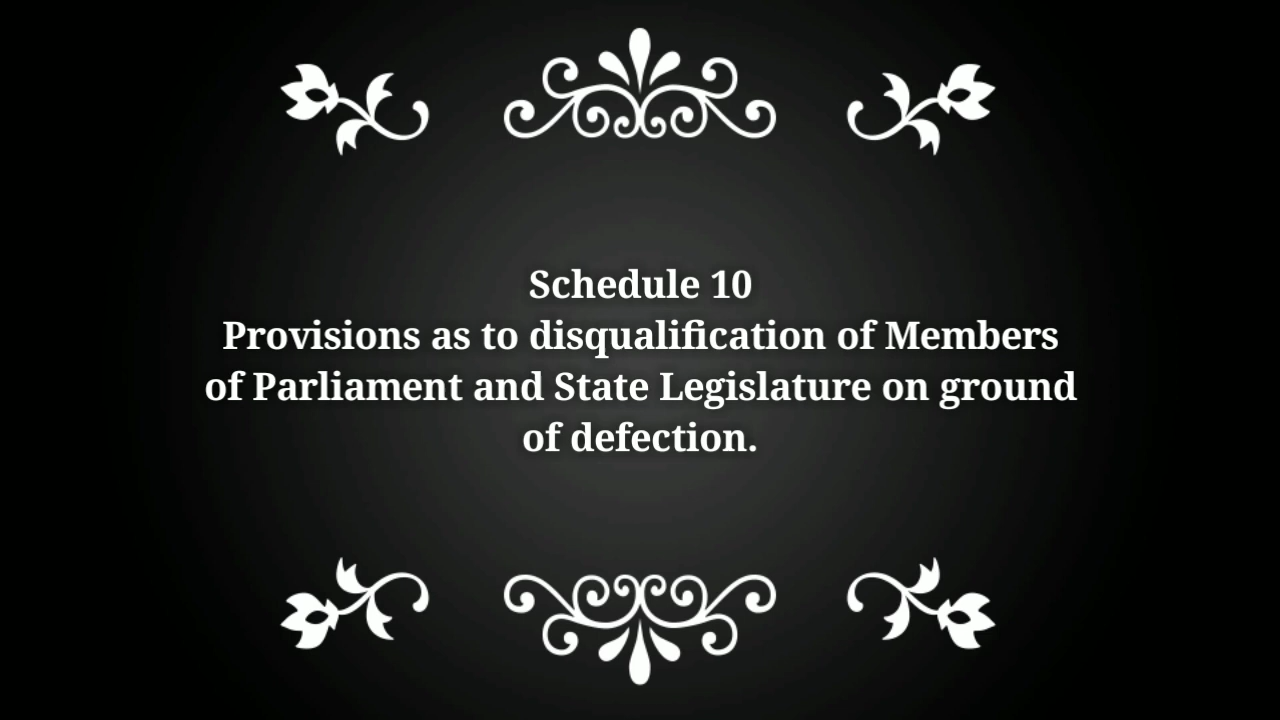 Schedule 10
Provisions as to disqualification of Members
of Parliament and State Legislature on ground
of defection.